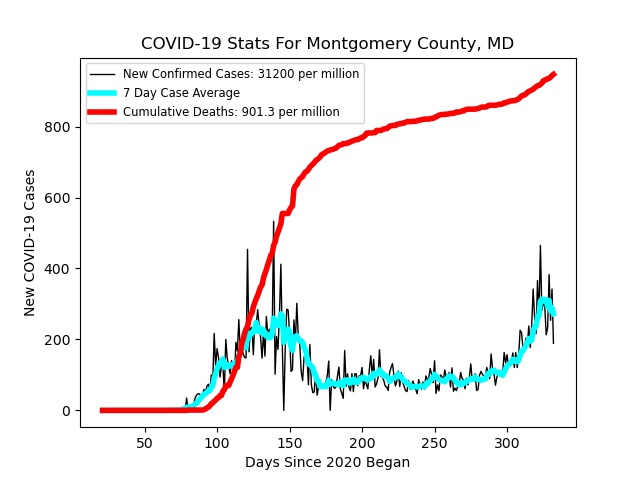 COVID-19 Stats For Montgomery County, MD
New Confirmed Cases: 31200 per million
7 Day Case Average
Cumulative Deaths: 901.3 per million
New COVID-19 Cases
800
600
400
200
0
50 100 150 200 250 300
Days Since 2020 Began